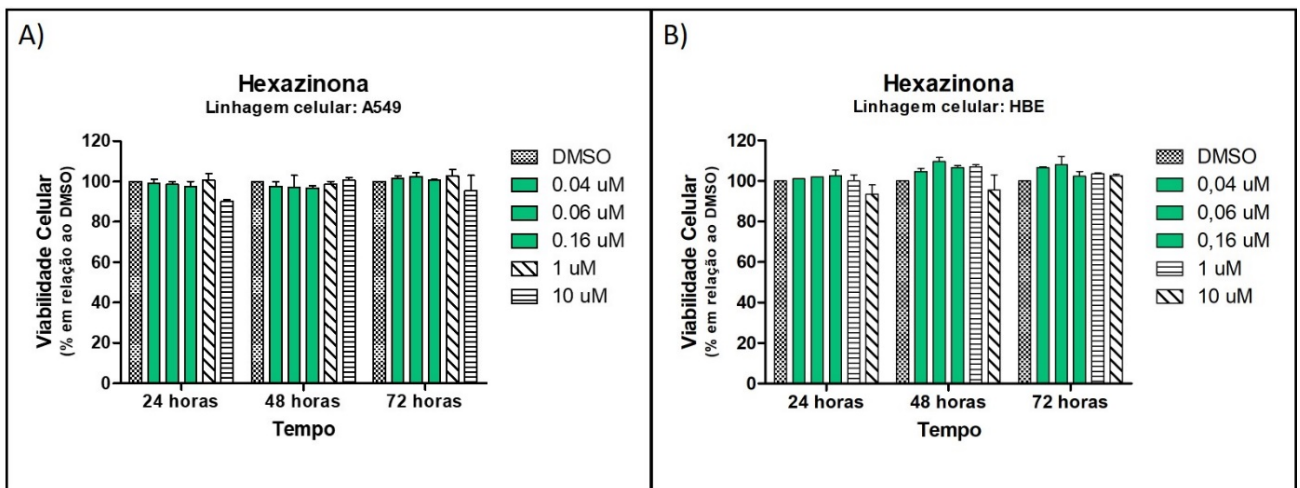 A)
Hexazinona
Linhagem celular: A549
Viabilidade Celular
(% em relação ao DMSO)
120
100
80
60
40
20
0
24 horas
48 horas
72 horas
Tempo
DMSO
0.04 uM
0.06 uM
0.16 uM
1 uM
10 uM
B)
Hexazinona
Linhagem celular: HBE
Viabilidade Celular
(% em relação ao DMSO)
120
100
80
60
40
20
0
24 horas
48 horas
72 horas
Tempo
DMSO
0,04 uM
0,06 uM
0,16 uM
1 uM
10 uM